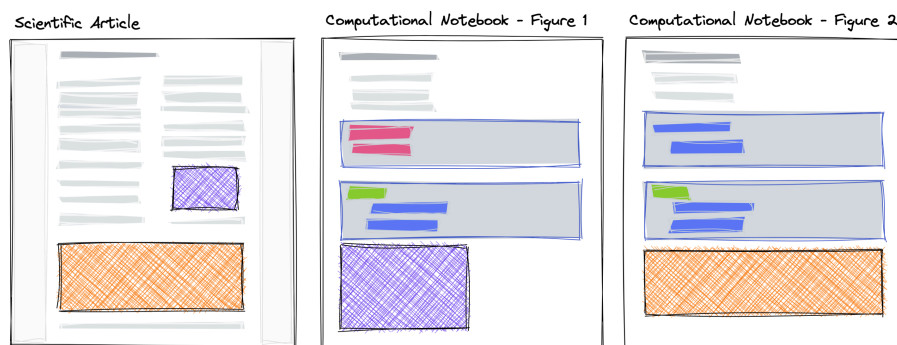 Scientific Article
Computational Notebook - Figure 1
Computational Notebook - Figure 2